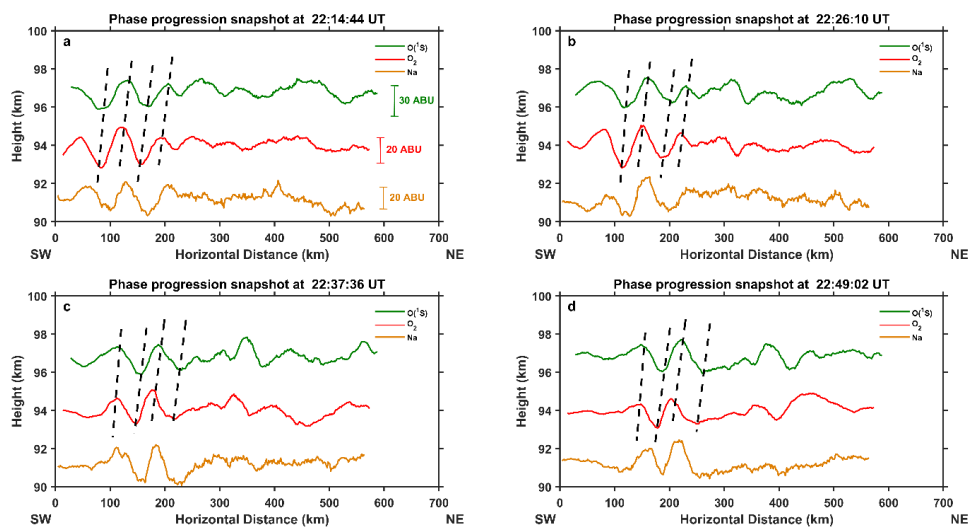 Phase progression snapshot at 22:14:44 UT
a
O(¹S)
O₂
Na
30 ABU
20 ABU
20 ABU
Height (km)
100
98
96
94
92
91
90
0 100 200 300 400 500 600 700
SW Horizontal Distance (km) NE
Phase progression snapshot at 22:26:10 UT
b
O(¹S)
O₂
Na
Height (km)
100
98
96
94
92
91
90
0 100 200 300 400 500 600 700
SW Horizontal Distance (km) NE
Phase progression snapshot at 22:37:36 UT
c
O(¹S)
O₂
Na
Height (km)
100
98
96
94
92
91
90
0 100 200 300 400 500 600 700
SW Horizontal Distance (km) NE
Phase progression snapshot at 22:49:02 UT
d
O(¹S)
O₂
Na
Height (km)
100
98
96
94
92
91
90
0 100 200 300 400 500 600 700
SW Horizontal Distance (km) NE